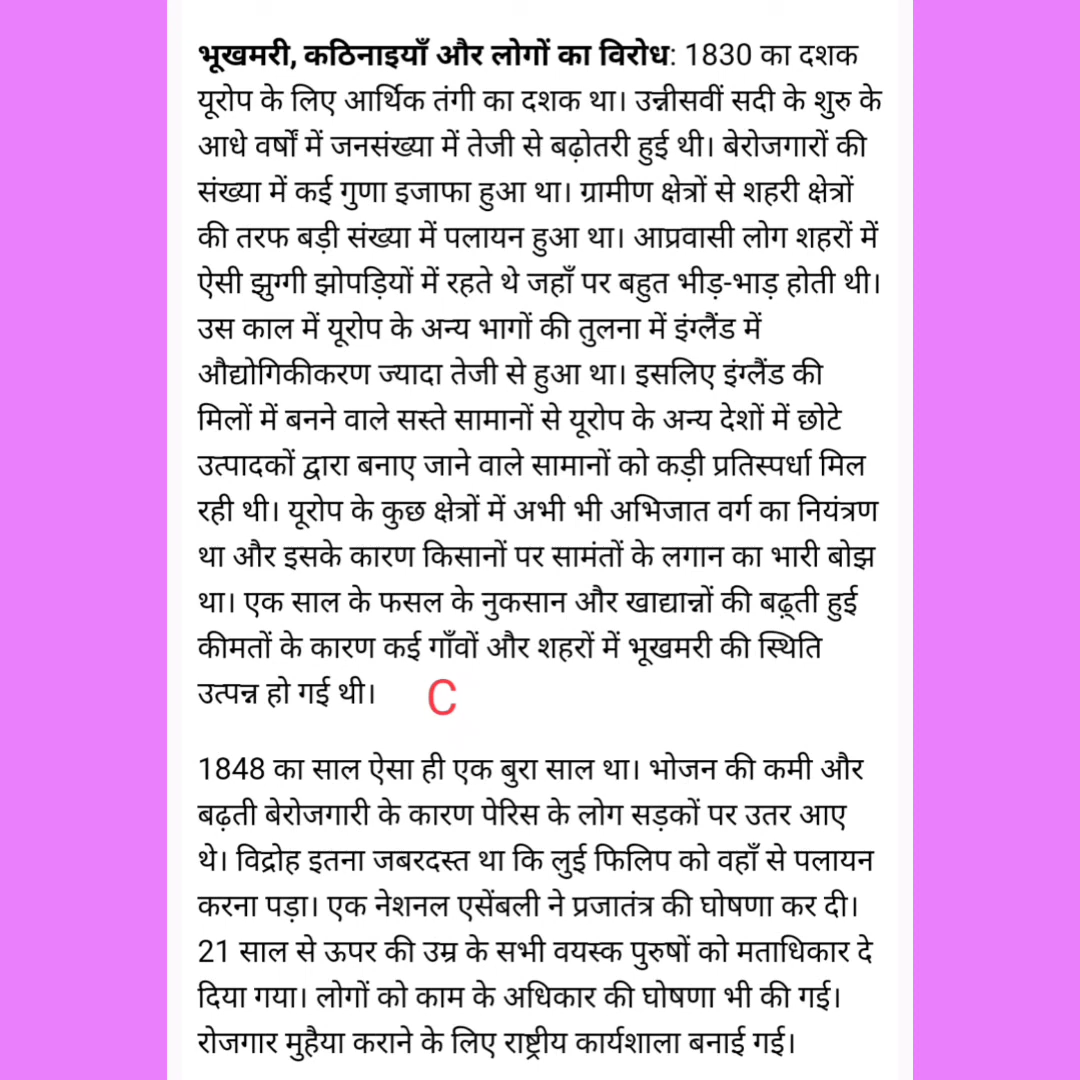 भूखमरी, कठिनाइयाँ और लोगों का विरोध: 1830 का दशक
यूरोप के लिए आर्थिक तंगी का दशक था। उन्नीसवीं सदी के शुरु के
आधे वर्षों में जनसंख्या में तेजी से बढ़ोतरी हुई थी। बेरोजगारों की
संख्या में कई गुणा इजाफा हुआ था। ग्रामीण क्षेत्रों से शहरी क्षेत्रों
की तरफ बड़ी संख्या में पलायन हुआ था। आप्रवासी लोग शहरों में
ऐसी झुग्गी झोपड़ियों में रहते थे जहाँ पर बहुत भीड़-भाड़ होती थी।
उस काल में यूरोप के अन्य भागों की तुलना में इंग्लैंड में
औद्योगिकीकरण ज्यादा तेजी से हुआ था। इसलिए इंग्लैंड की
मिलों में बनने वाले सस्ते सामानों से यूरोप के अन्य देशों में छोटे
उत्पादकों द्वारा बनाए जाने वाले सामानों को कड़ी प्रतिस्पर्धा मिल
रही थी। यूरोप के कुछ क्षेत्रों में अभी भी अभिजात वर्ग का नियंत्रण
था और इसके कारण किसानों पर सामंतों के लगान का भारी बोझ
था। एक साल के फसल के नुकसान और खाद्यान्नों की बढ़्ती हुई
कीमतों के कारण कई गाँवों और शहरों में भूखमरी की स्थिति
उत्पन्न हो गई थी। C
1848 का साल ऐसा ही एक बुरा साल था। भोजन की कमी और
बढ़ती बेरोजगारी के कारण पेरिस के लोग सड़कों पर उतर आए
थे। विद्रोह इतना जबरदस्त था कि लुई फिलिप को वहाँ से पलायन
करना पड़ा। एक नेशनल एसेंबली ने प्रजातंत्र की घोषणा कर दी।
21 साल से ऊपर की उम्र के सभी वयस्क पुरुषों को मताधिकार दे
दिया गया। लोगों को काम के अधिकार की घोषणा भी की गई।
रोजगार मुहैया कराने के लिए राष्ट्रीय कार्यशाला बनाई गई।